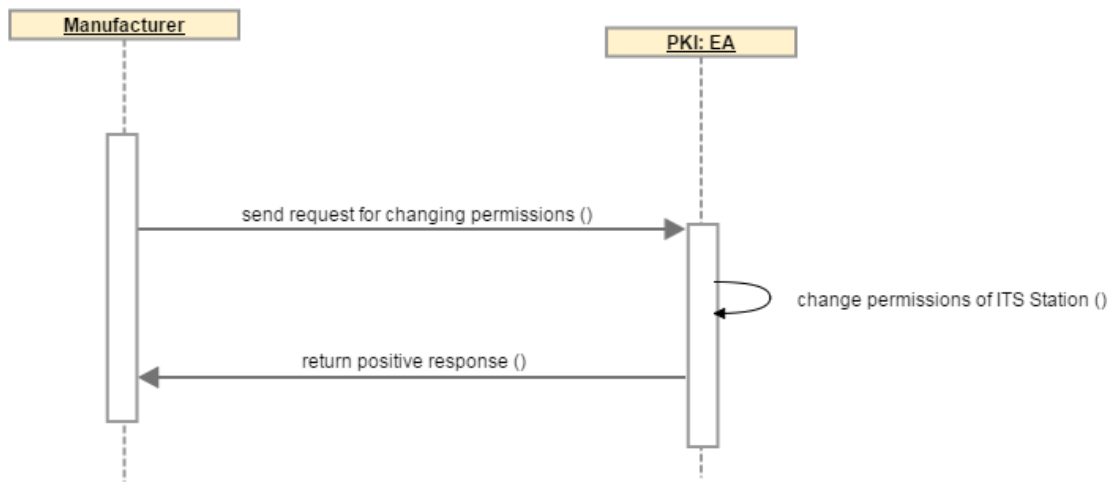 Manufacturer
PKI: EA
send request for changing permissions ()
change permissions of ITS Station ()
return positive response ()